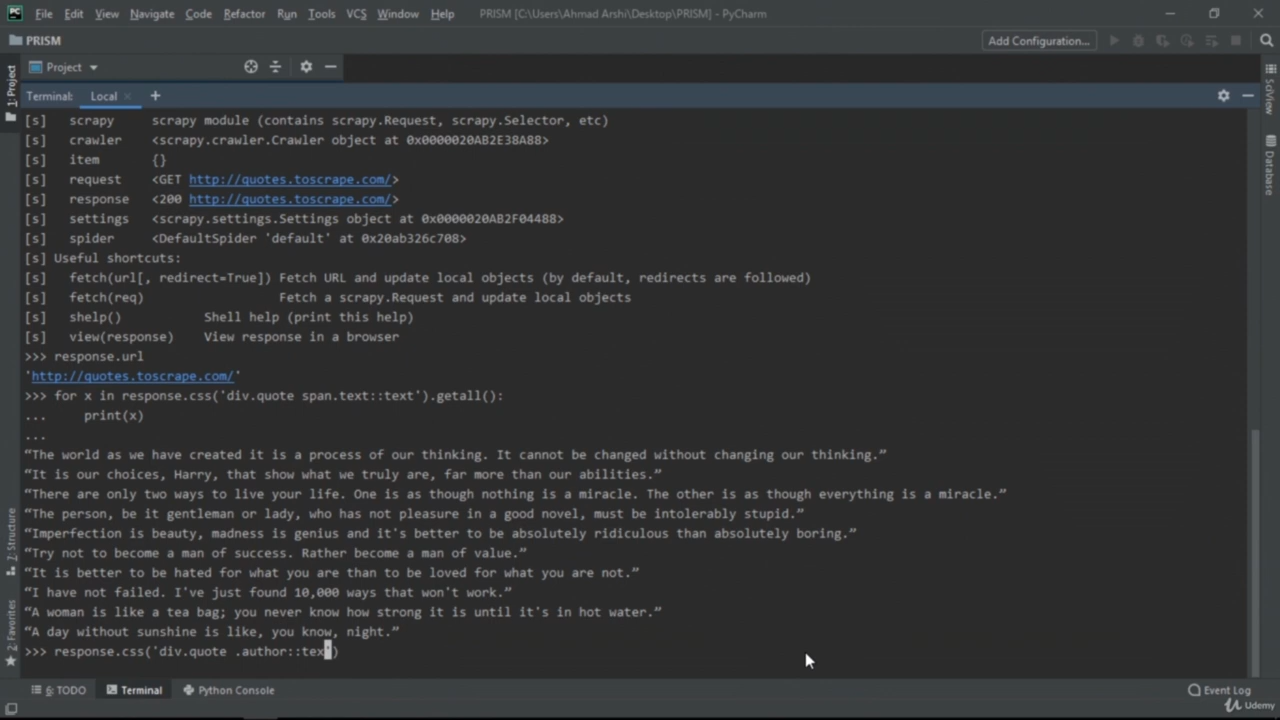 File Edit View Navigate Code Refactor Run Tools VCS Window Help PRISM [C:\Users\Ahmad Arshi\Desktop\PRISM] - PyCharm
PRISM Add Configuration...
Project
1: Project
Terminal: Local × +
[s] scrapy scrapy module (contains scrapy.Request, scrapy.Selector, etc)
[s] crawler <scrapy.crawler.Crawler object at 0x0000020AB2E38A88>
[s] item {}
[s] request <GET http://quotes.toscrape.com/>
[s] response <200 http://quotes.toscrape.com/>
[s] settings <scrapy.settings.Settings object at 0x0000020AB2F04488>
[s] spider <DefaultSpider 'default' at 0x20ab326c708>
[s] Useful shortcuts:
[s] fetch(url[, redirect=True]) Fetch URL and update local objects (by default, redirects are followed)
[s] fetch(req) Fetch a scrapy.Request and update local objects
[s] shelp() Shell help (print this help)
[s] view(response) View response in a browser
>>> response.url
'http://quotes.toscrape.com/'
>>> for x in response.css('div.quote span.text::text').getall():
... print(x)
...
“The world as we have created it is a process of our thinking. It cannot be changed without changing our thinking.”
“It is our choices, Harry, that show what we truly are, far more than our abilities.”
“There are only two ways to live your life. One is as though nothing is a miracle. The other is as though everything is a miracle.”
“The person, be it gentleman or lady, who has not pleasure in a good novel, must be intolerably stupid.”
“Imperfection is beauty, madness is genius and it's better to be absolutely ridiculous than absolutely boring.”
“Try not to become a man of success. Rather become a man of value.”
“It is better to be hated for what you are than to be loved for what you are not.”
“I have not failed. I've just found 10,000 ways that won't work.”
“A woman is like a tea bag; you never know how strong it is until it's in hot water.”
“A day without sunshine is like, you know, night.”
>>> response.css('div.quote .author::tex')
SciView
Database
7: Structure
2: Favorites
6: TODO Terminal Python Console Event Log
Udemy